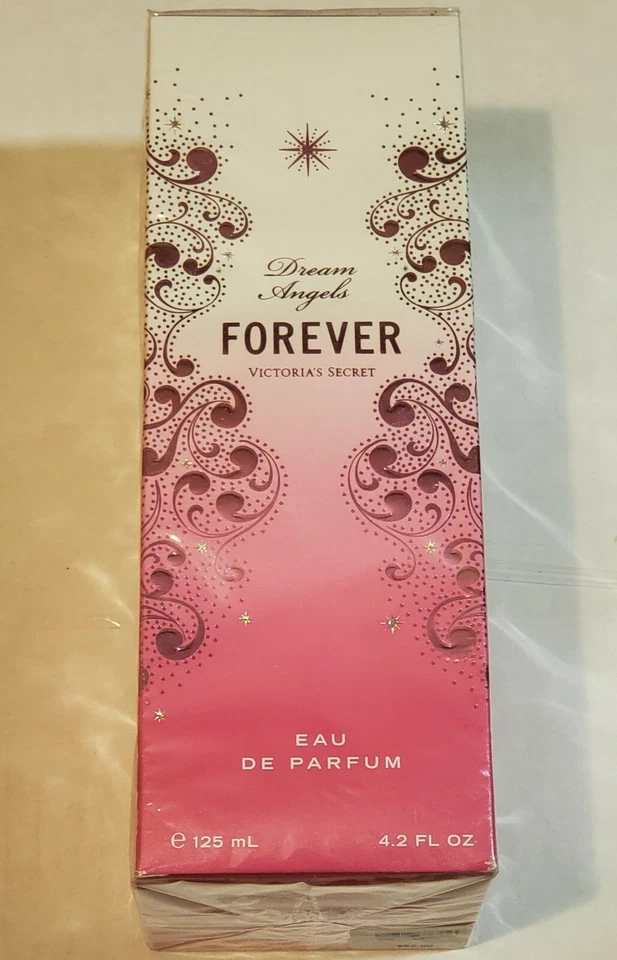 Dream
Angels
FOREVER
VICTORIA'S SECRET
EAU
DE PARFUM
℮ 125 mL 4.2 FL OZ